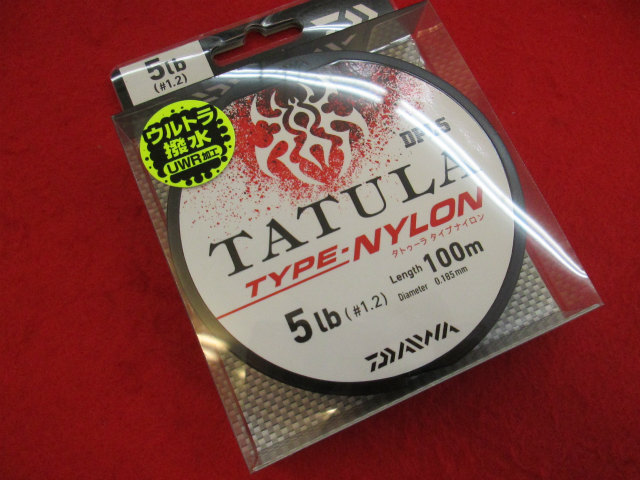 5lb
(#1.2)
ウルトラ
撥水
UWR加工
TATULA
TYPE-NYLON
タトゥーラ タイプナイロン
Length 100m
Diameter 0.185mm
5lb (#1.2)
DAIWA